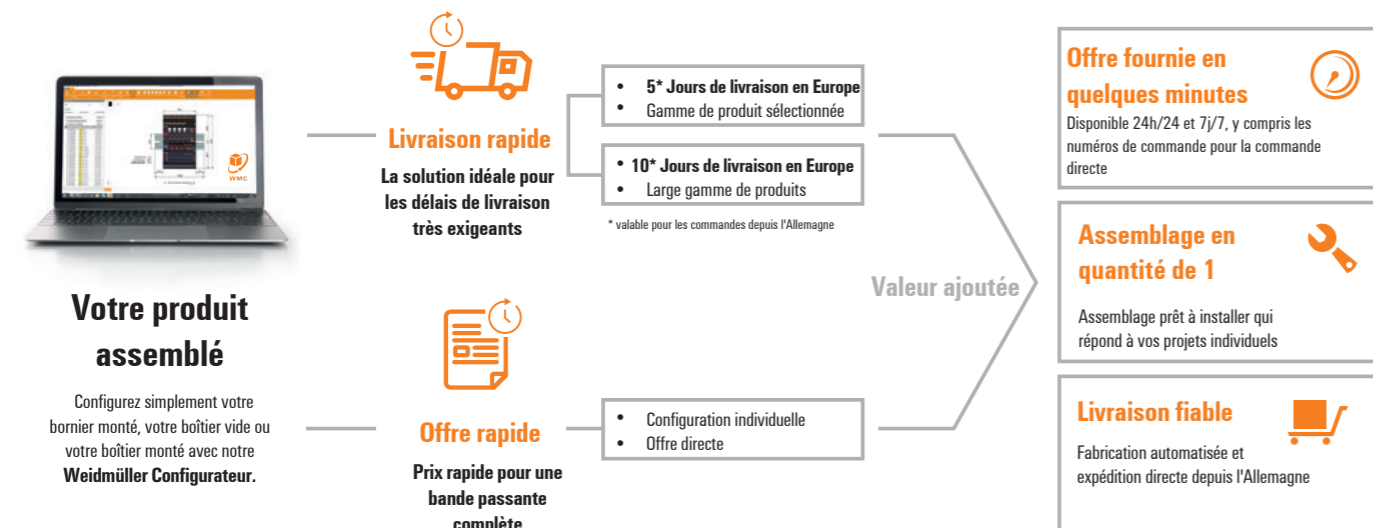 WMC
Votre produit
assemblé
Configurez simplement votre
bornier monté, votre boîtier vide ou
votre boîtier monté avec notre
Weidmüller Configurateur.
Livraison rapide
La solution idéale pour
les délais de livraison
très exigeants
• 5* Jours de livraison en Europe
• Gamme de produit sélectionnée
• 10* Jours de livraison en Europe
• Large gamme de produits
* valable pour les commandes depuis l'Allemagne
Offre rapide
Prix rapide pour une
bande passante
complète
• Configuration individuelle
• Offre directe
Valeur ajoutée
Offre fournie en
quelques minutes
Disponible 24h/24 et 7j/7, y compris les
numéros de commande pour la commande
directe
Assemblage en
quantité de 1
Assemblage prêt à installer qui
répond à vos projets individuels
Livraison fiable
Fabrication automatisée et
expédition directe depuis l'Allemagne